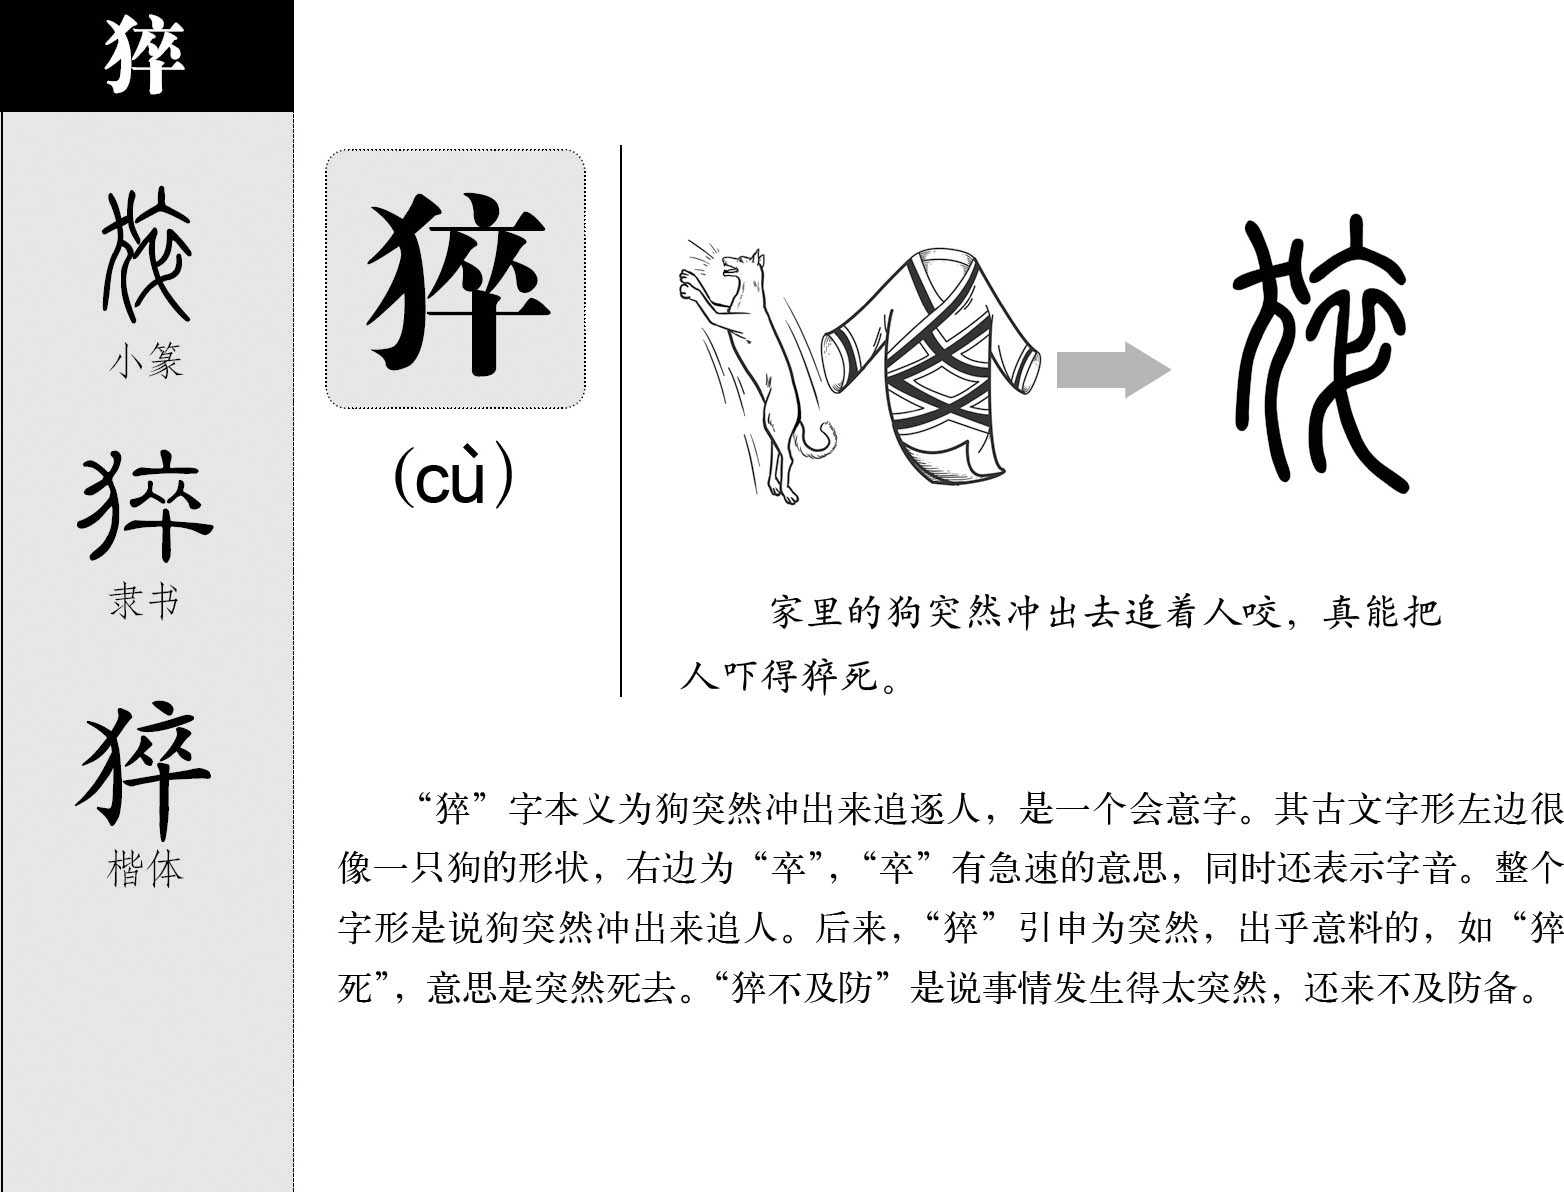 猝
小篆
隶书
楷体
猝
(cù)
家里的狗突然冲出去追着人咬，真能把
人吓得猝死。
“猝”字本义为狗突然冲出来追逐人，是一个会意字。其古文字形左边很
像一只狗的形状，右边为“卒”，“卒”有急速的意思，同时还表示字音。整个
字形是说狗突然冲出来追人。后来，“猝”引申为突然，出乎意料的，如“猝
死”，意思是突然死去。“猝不及防”是说事情发生得太突然，还来不及防备。